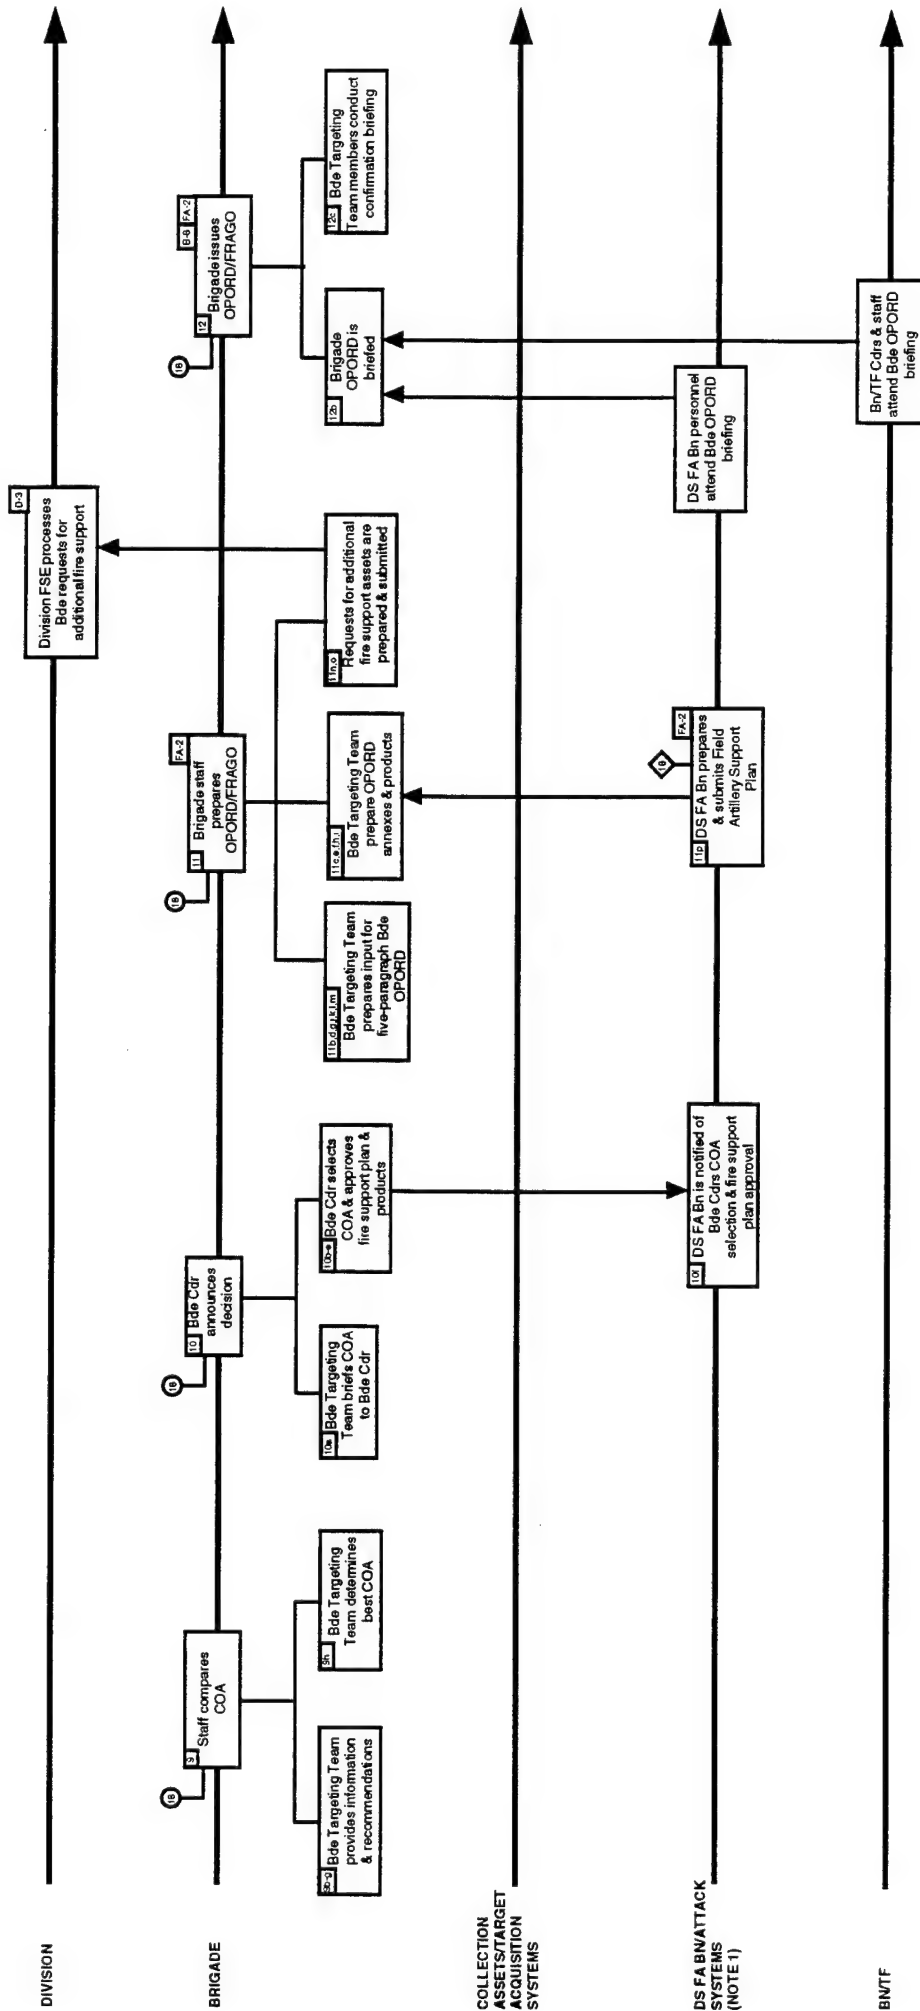 DIVISION
D-3
Division FSE processes
Bde requests for
additional fire support
BRIGADE
18
9
Staff compares
COA
9b-g
Bde Targeting Team
provides information
& recommendations
9h
Bde Targeting
Team determines
best COA
18
10
Bde Cdr
announces
decision
10a
Bde Targeting
Team briefs COA
to Bde Cdr
10b-e
Bde Cdr selects
COA & approves
fire support plan &
products
18
11
FA-2
Brigade staff
prepares
OPORD/FRAGO
11b,d,g,j,k,l,m
Bde Targeting Team
prepares input for
five-paragraph Bde
OPORD
11c,e,f,h,i
Bde Targeting Team
prepare OPORD
annexes & products
11n,o
Requests for additional
fire support assets are
prepared & submitted
18
12
B-8
FA-2
Brigade issues
OPORD/FRAGO
12b
Brigade
OPORD is
briefed
12c
Bde Targeting
Team members conduct
confirmation briefing
COLLECTION
ASSETS/TARGET
ACQUISITION
SYSTEMS
DS FA BN/ATTACK
SYSTEMS
(NOTE 1)
10f
DS FA Bn is notified of
Bde Cdrs COA
selection & fire support
plan approval
18
FA-2
11p
DS FA Bn prepares
& submits Field
Artillery Support
Plan
DS FA Bn personnel
attend Bde OPORD
briefing
BN/TF
Bn/TF Cdrs & staff
attend Bde OPORD
briefing